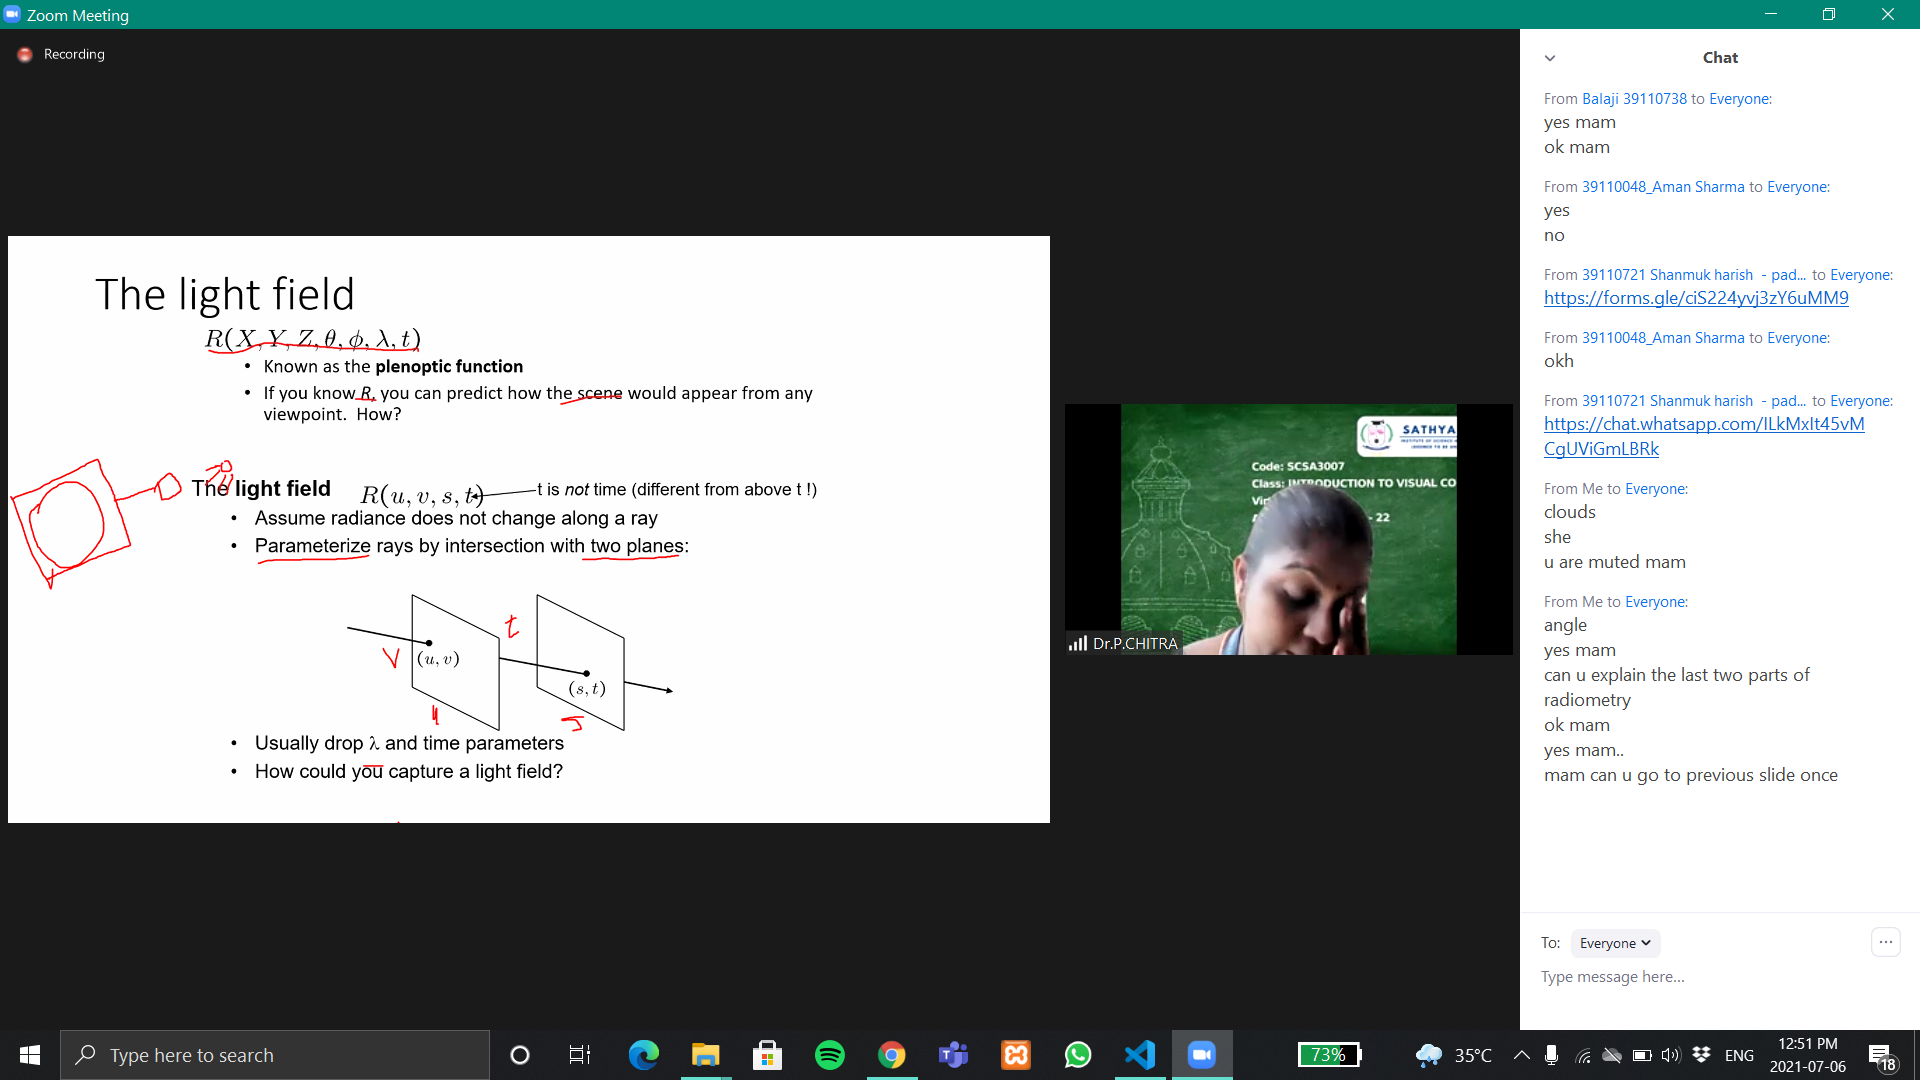 Zoom Meeting
Recording
The light field
R(X, Y, Z, θ, ϕ, λ, t)
• Known as the plenoptic function
• If you know R, you can predict how the scene would appear from any
viewpoint. How?
The light field R(u, v, s, t) t is not time (different from above t !)
• Assume radiance does not change along a ray
• Parameterize rays by intersection with two planes:
t
V (u, v)
(s, t)
u s
• Usually drop λ and time parameters
• How could you capture a light field?
SATHYA
INSTITUTE OF SCIENCE
Code: SCSA3007
Class: INTRODUCTION TO VISUAL CO
- 22
Dr.P.CHITRA
Chat
From Balaji 39110738 to Everyone:
yes mam
ok mam
From 39110048_Aman Sharma to Everyone:
yes
no
From 39110721 Shanmuk harish - pad... to Everyone:
https://forms.gle/ciS224yvj3zY6uMM9
From 39110048_Aman Sharma to Everyone:
okh
From 39110721 Shanmuk harish - pad... to Everyone:
https://chat.whatsapp.com/ILkMxIt45vM
CgUViGmLBRk
From Me to Everyone:
clouds
she
u are muted mam
From Me to Everyone:
angle
yes mam
can u explain the last two parts of
radiometry
ok mam
yes mam..
mam can u go to previous slide once
To: Everyone
Type message here...
Type here to search
73%
35°C
ENG
12:51 PM
2021-07-06
18